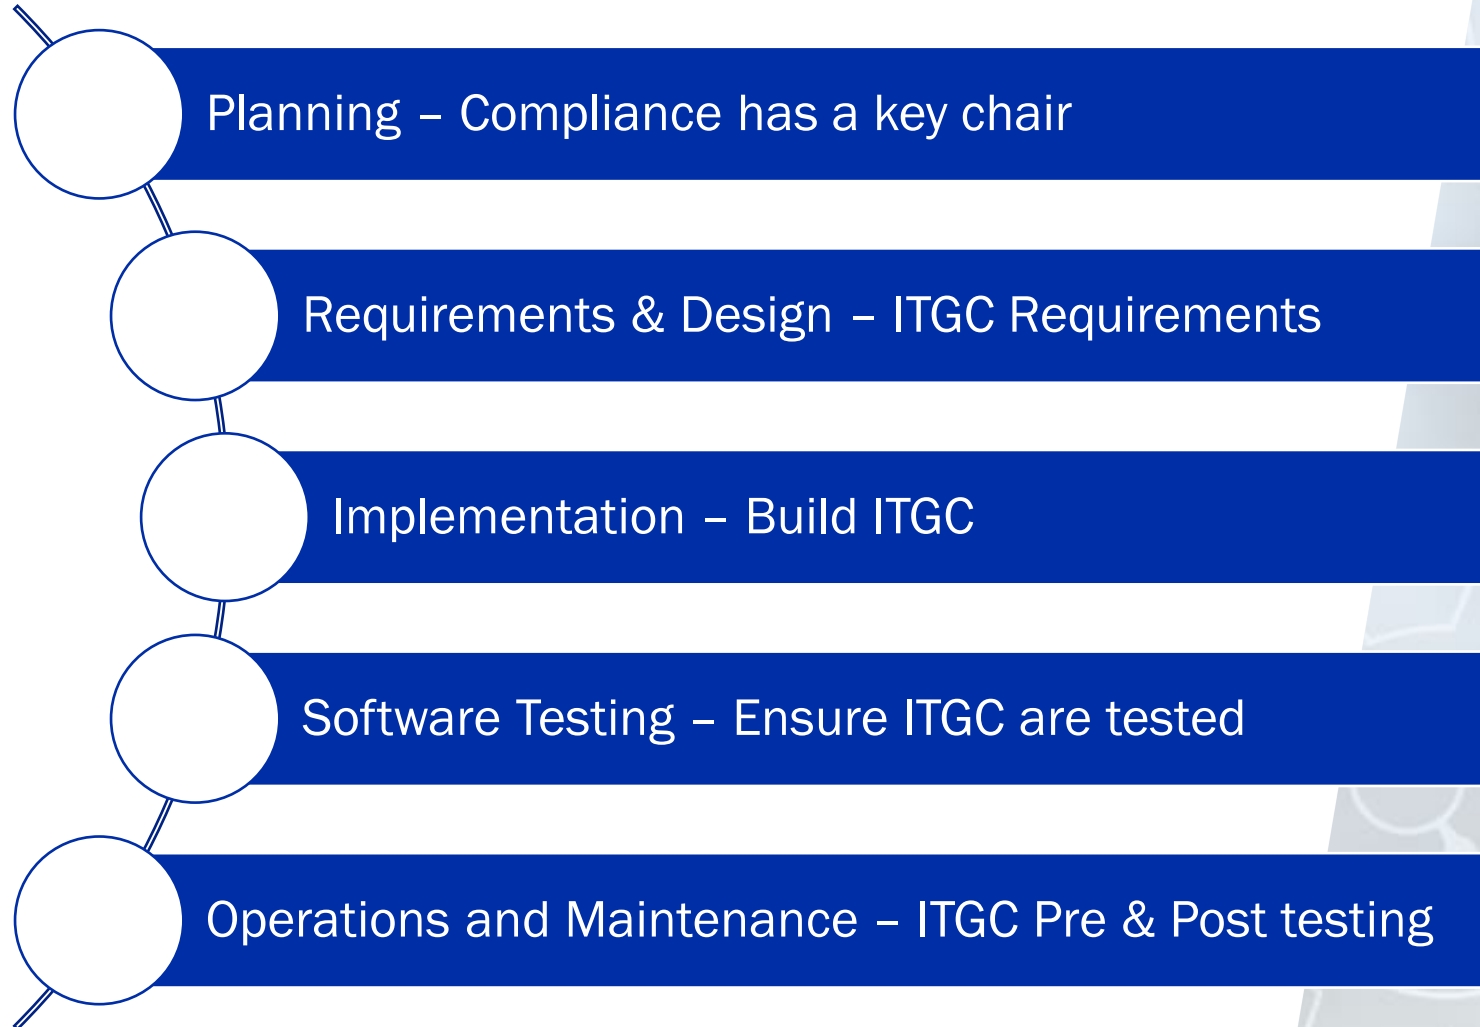 Planning – Compliance has a key chair
Requirements & Design – ITGC Requirements
Implementation – Build ITGC
Software Testing – Ensure ITGC are tested
Operations and Maintenance – ITGC Pre & Post testing